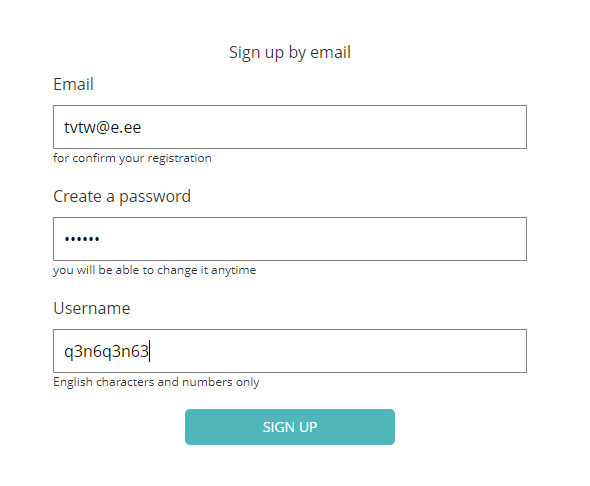 Sign up by email
Email
tvtw@e.ee
for confirm your registration
Create a password
••••••
you will be able to change it anytime
Username
q3n6q3n63
English characters and numbers only
SIGN UP